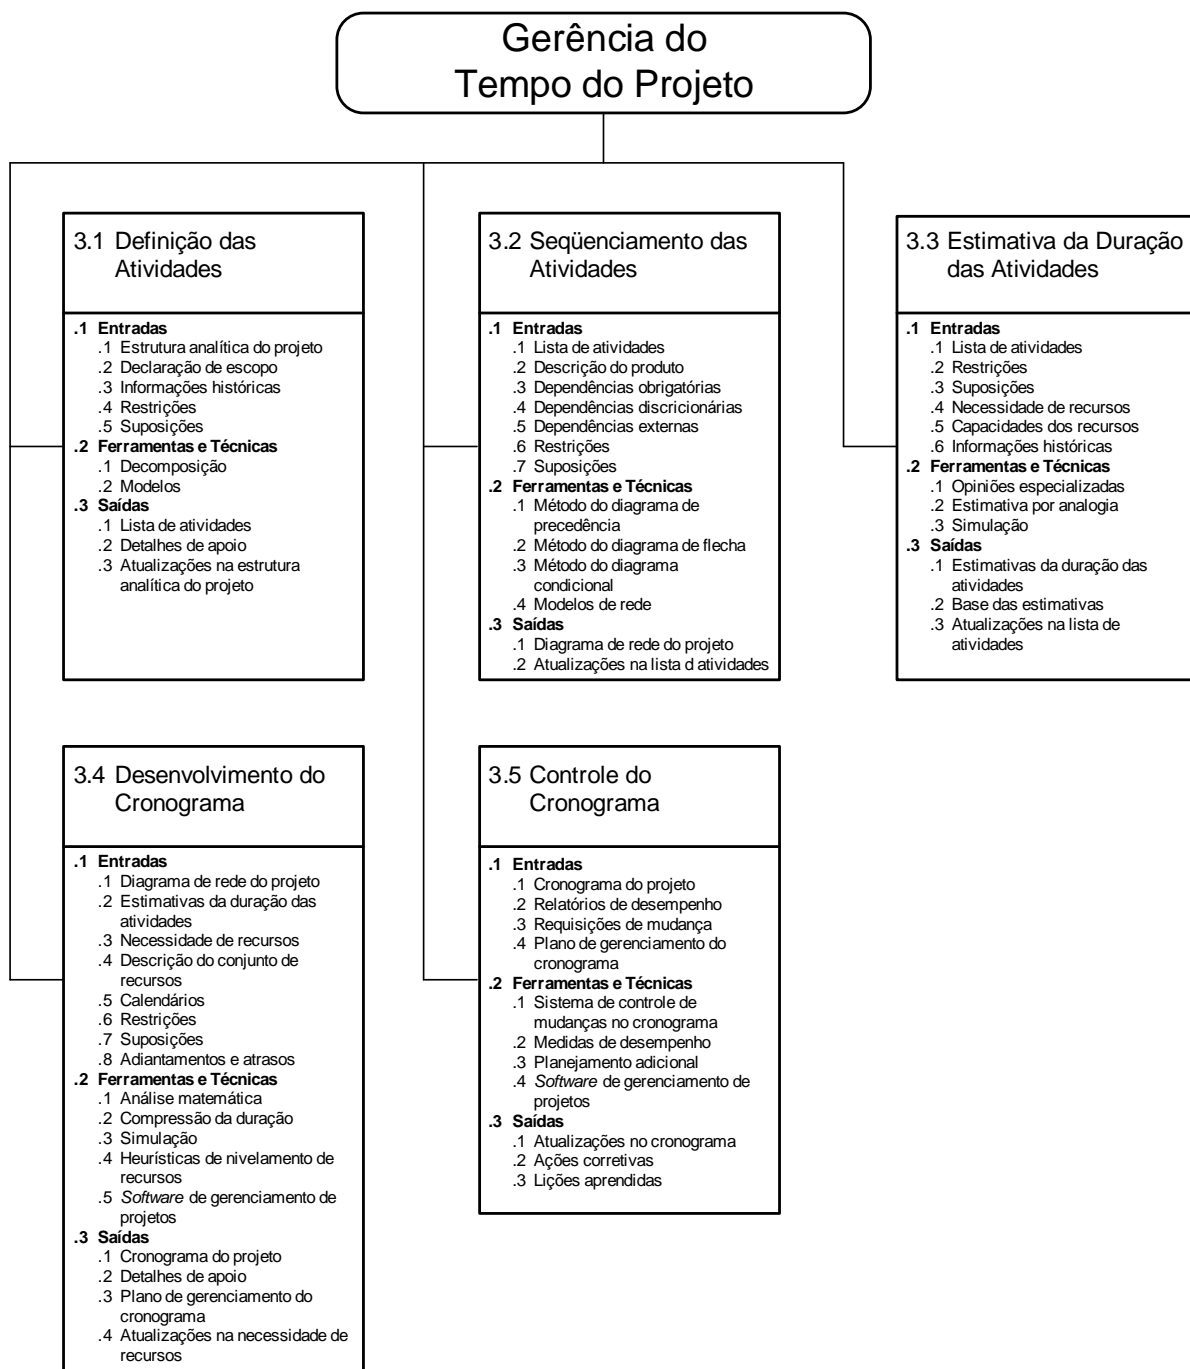 Gerência do
Tempo do Projeto
3.1 Definição das
Atividades
.1 Entradas
.1 Estrutura analítica do projeto
.2 Declaração de escopo
.3 Informações históricas
.4 Restrições
.5 Suposições
.2 Ferramentas e Técnicas
.1 Decomposição
.2 Modelos
.3 Saídas
.1 Lista de atividades
.2 Detalhes de apoio
.3 Atualizações na estrutura
analítica do projeto
3.2 Seqüenciamento das
Atividades
.1 Entradas
.1 Lista de atividades
.2 Descrição do produto
.3 Dependências obrigatórias
.4 Dependências discricionárias
.5 Dependências externas
.6 Restrições
.7 Suposições
.2 Ferramentas e Técnicas
.1 Método do diagrama de
precedência
.2 Método do diagrama de flecha
.3 Método do diagrama
condicional
.4 Modelos de rede
.3 Saídas
.1 Diagrama de rede do projeto
.2 Atualizações na lista d atividades
3.3 Estimativa da Duração
das Atividades
.1 Entradas
.1 Lista de atividades
.2 Restrições
.3 Suposições
.4 Necessidade de recursos
.5 Capacidades dos recursos
.6 Informações históricas
.2 Ferramentas e Técnicas
.1 Opiniões especializadas
.2 Estimativa por analogia
.3 Simulação
.3 Saídas
.1 Estimativas da duração das
atividades
.2 Base das estimativas
.3 Atualizações na lista de
atividades
3.4 Desenvolvimento do
Cronograma
.1 Entradas
.1 Diagrama de rede do projeto
.2 Estimativas da duração das
atividades
.3 Necessidade de recursos
.4 Descrição do conjunto de
recursos
.5 Calendários
.6 Restrições
.7 Suposições
.8 Adiantamentos e atrasos
.2 Ferramentas e Técnicas
.1 Análise matemática
.2 Compressão da duração
.3 Simulação
.4 Heurísticas de nivelamento de
recursos
.5 Software de gerenciamento de
projetos
.3 Saídas
.1 Cronograma do projeto
.2 Detalhes de apoio
.3 Plano de gerenciamento do
cronograma
.4 Atualizações na necessidade de
recursos
3.5 Controle do
Cronograma
.1 Entradas
.1 Cronograma do projeto
.2 Relatórios de desempenho
.3 Requisições de mudança
.4 Plano de gerenciamento do
cronograma
.2 Ferramentas e Técnicas
.1 Sistema de controle de
mudanças no cronograma
.2 Medidas de desempenho
.3 Planejamento adicional
.4 Software de gerenciamento de
projetos
.3 Saídas
.1 Atualizações no cronograma
.2 Ações corretivas
.3 Lições aprendidas